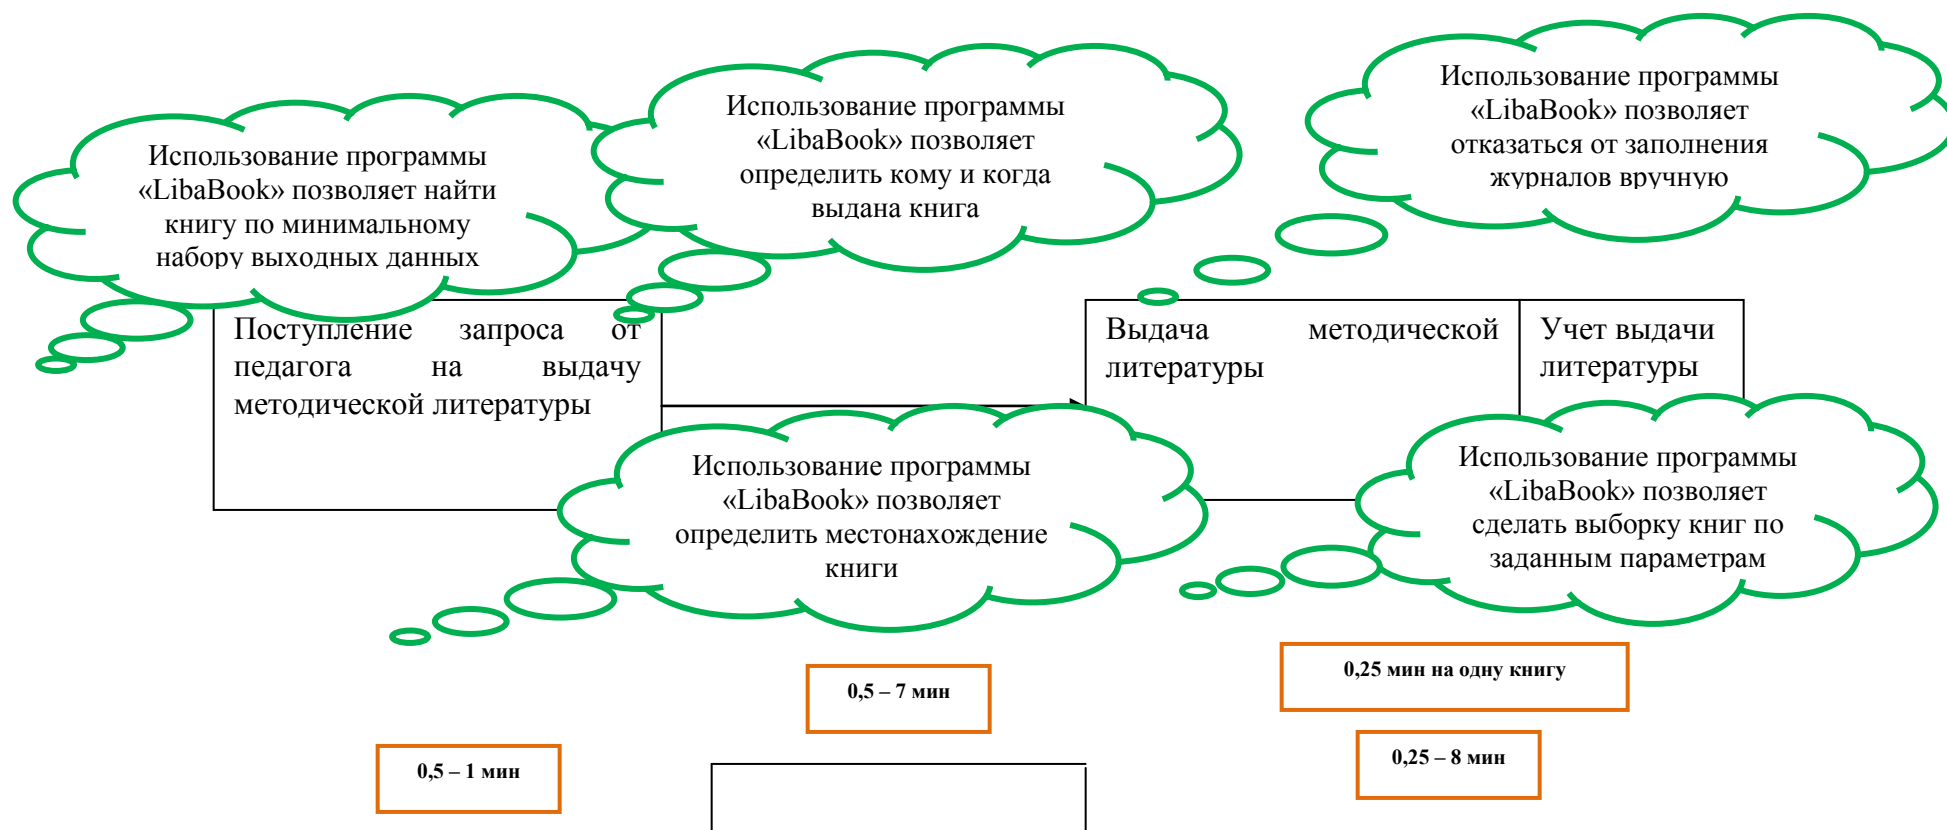 Использование программы
«LibaBook» позволяет найти
книгу по минимальному
набору выходных данных
Использование программы
«LibaBook» позволяет
определить кому и когда
выдана книга
Использование программы
«LibaBook» позволяет
отказаться от заполнения
журналов вручную
Поступление запроса от
педагога на выдачу
методической литературы
Выдача методической
литературы
Учет выдачи
литературы
Использование программы
«LibaBook» позволяет
определить местонахождение
книги
Использование программы
«LibaBook» позволяет
сделать выборку книг по
заданным параметрам
0,5 – 1 мин
0,5 – 7 мин
0,25 мин на одну книгу
0,25 – 8 мин